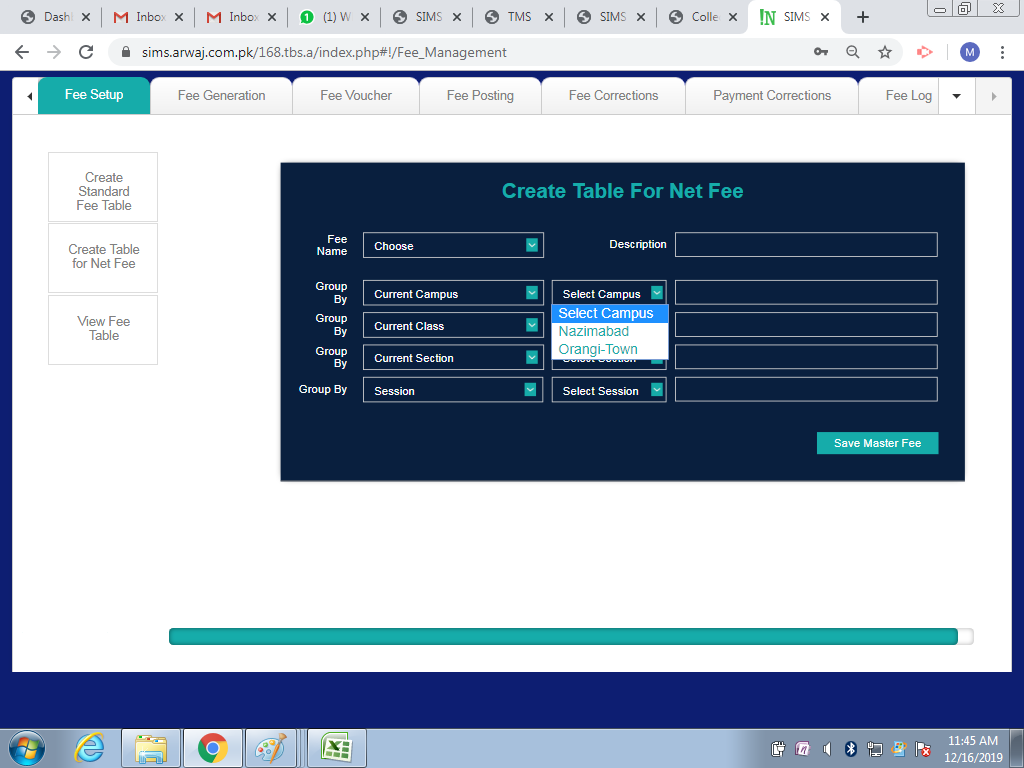 Dash
Inbox
Inbox
(1) W
SIMS
TMS
SIMS
Colle
SIMS
sims.arwaj.com.pk/168.tbs.a/index.php#!/Fee_Management
M
Fee Setup
Fee Generation
Fee Voucher
Fee Posting
Fee Corrections
Payment Corrections
Fee Log
Create
Standard
Fee Table
Create Table
for Net Fee
View Fee
Table
Create Table For Net Fee
Fee
Name
Choose
Description
Group
By
Current Campus
Select Campus
Select Campus
Nazimabad
Orangi-Town
Group
By
Current Class
Group
By
Current Section
Select Section
Group By
Session
Select Session
Save Master Fee
11:45 AM
12/16/2019